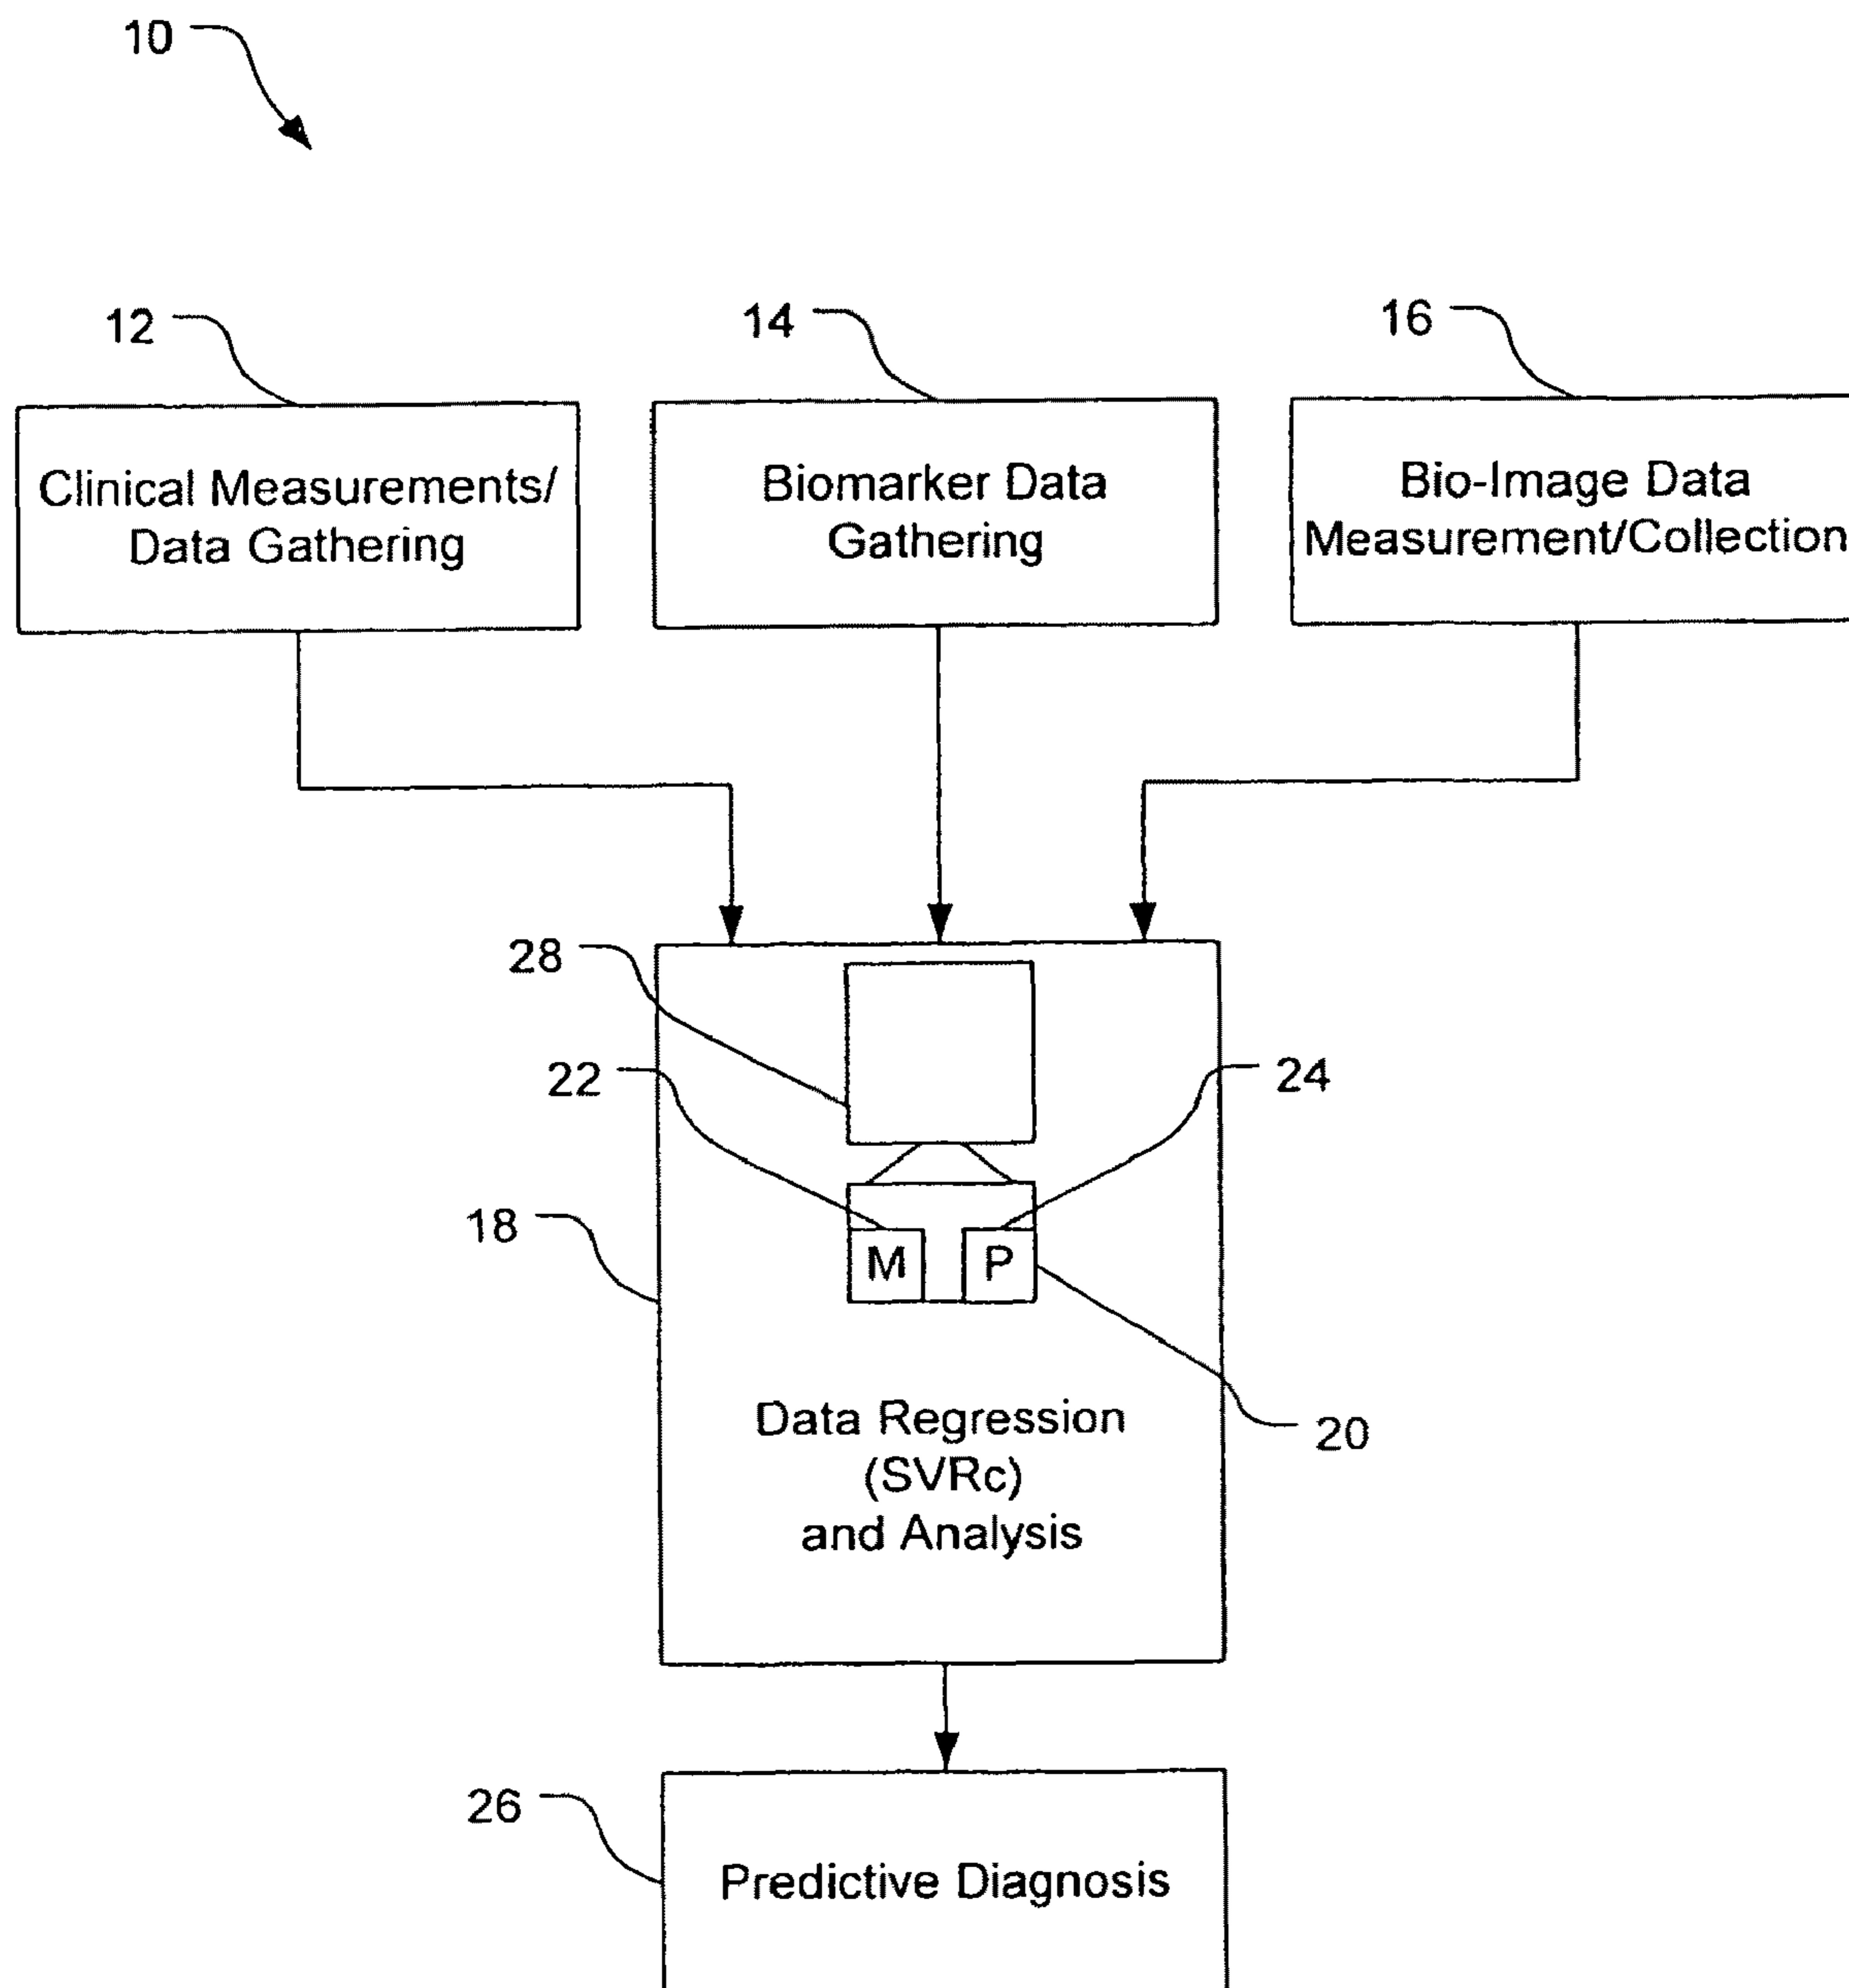 10
12
14
16
Clinical Measurements/
Data Gathering
Biomarker Data
Gathering
Bio-Image Data
Measurement/Collection
28
22
24
18
M
P
20
Data Regression
(SVRc)
and Analysis
26
Predictive Diagnosis